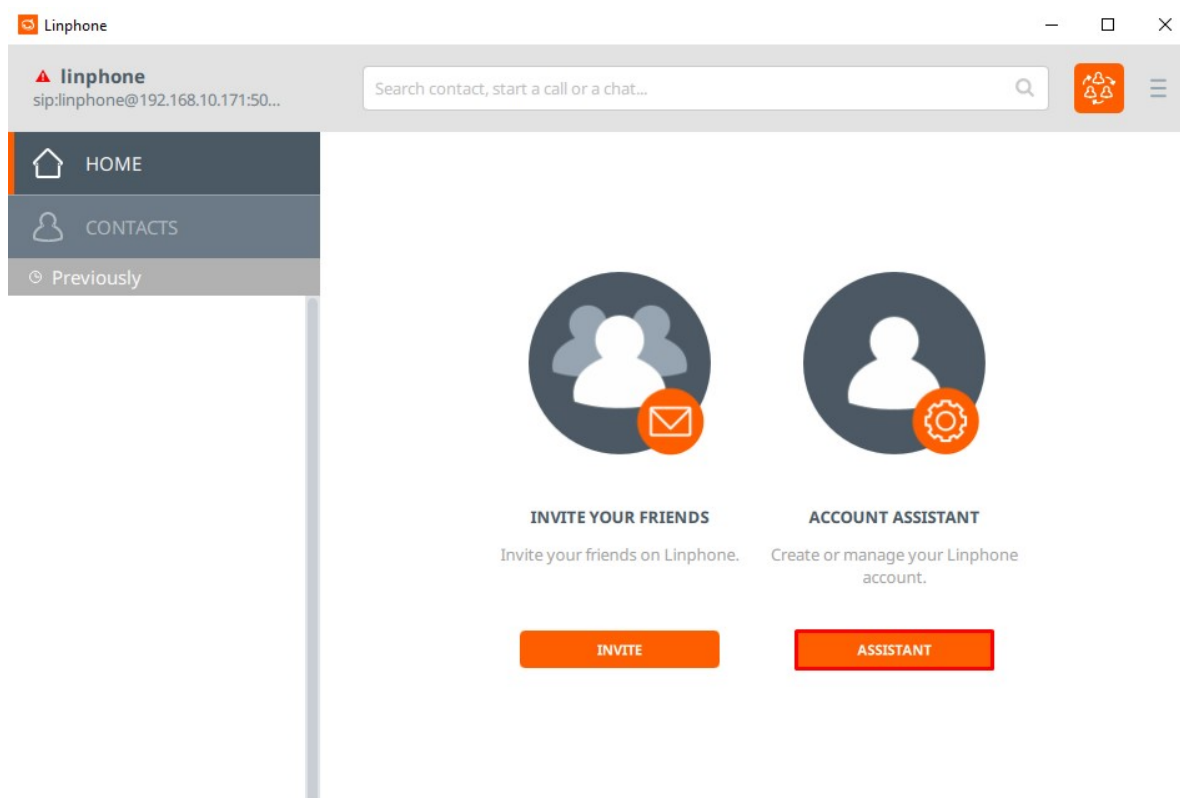 Linphone
linphone
sip:linphone@192.168.10.171:50...
Search contact, start a call or a chat...
HOME
CONTACTS
Previously
INVITE YOUR FRIENDS
Invite your friends on Linphone.
INVITE
ACCOUNT ASSISTANT
Create or manage your Linphone
account.
ASSISTANT